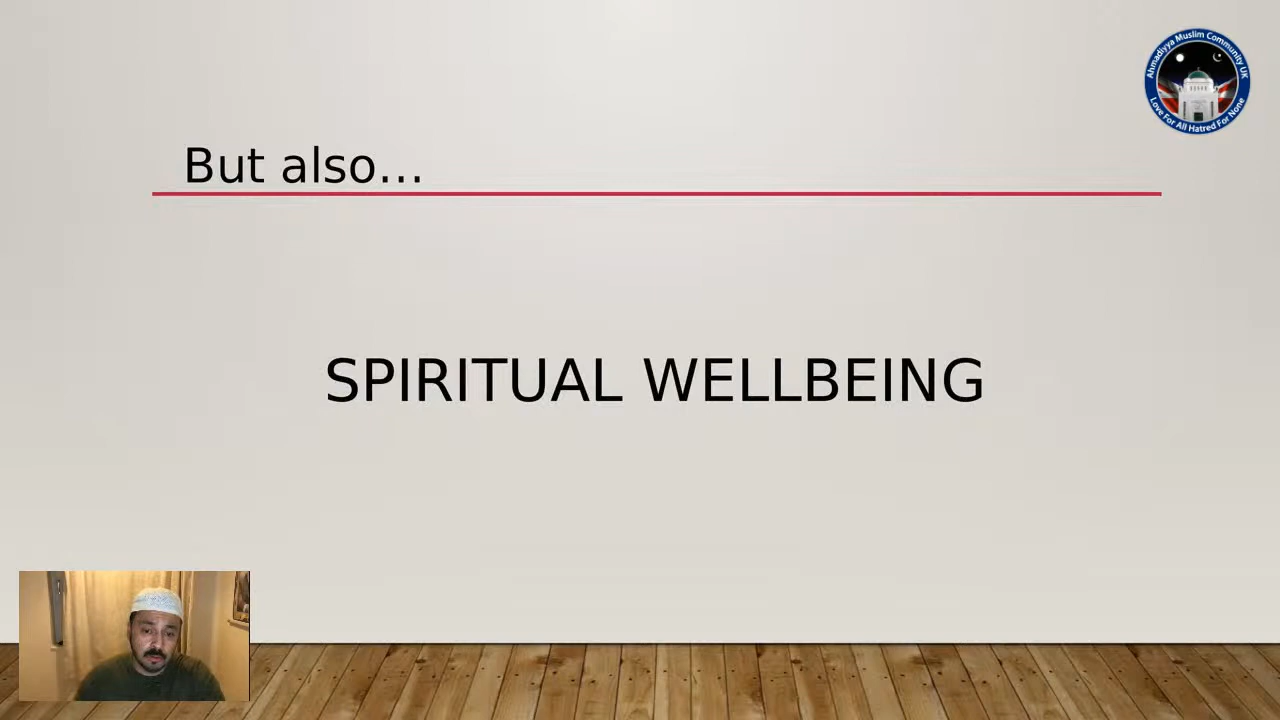 Ahmadiyya Muslim Community UK
Love For All Hatred For None
But also…
SPIRITUAL WELLBEING